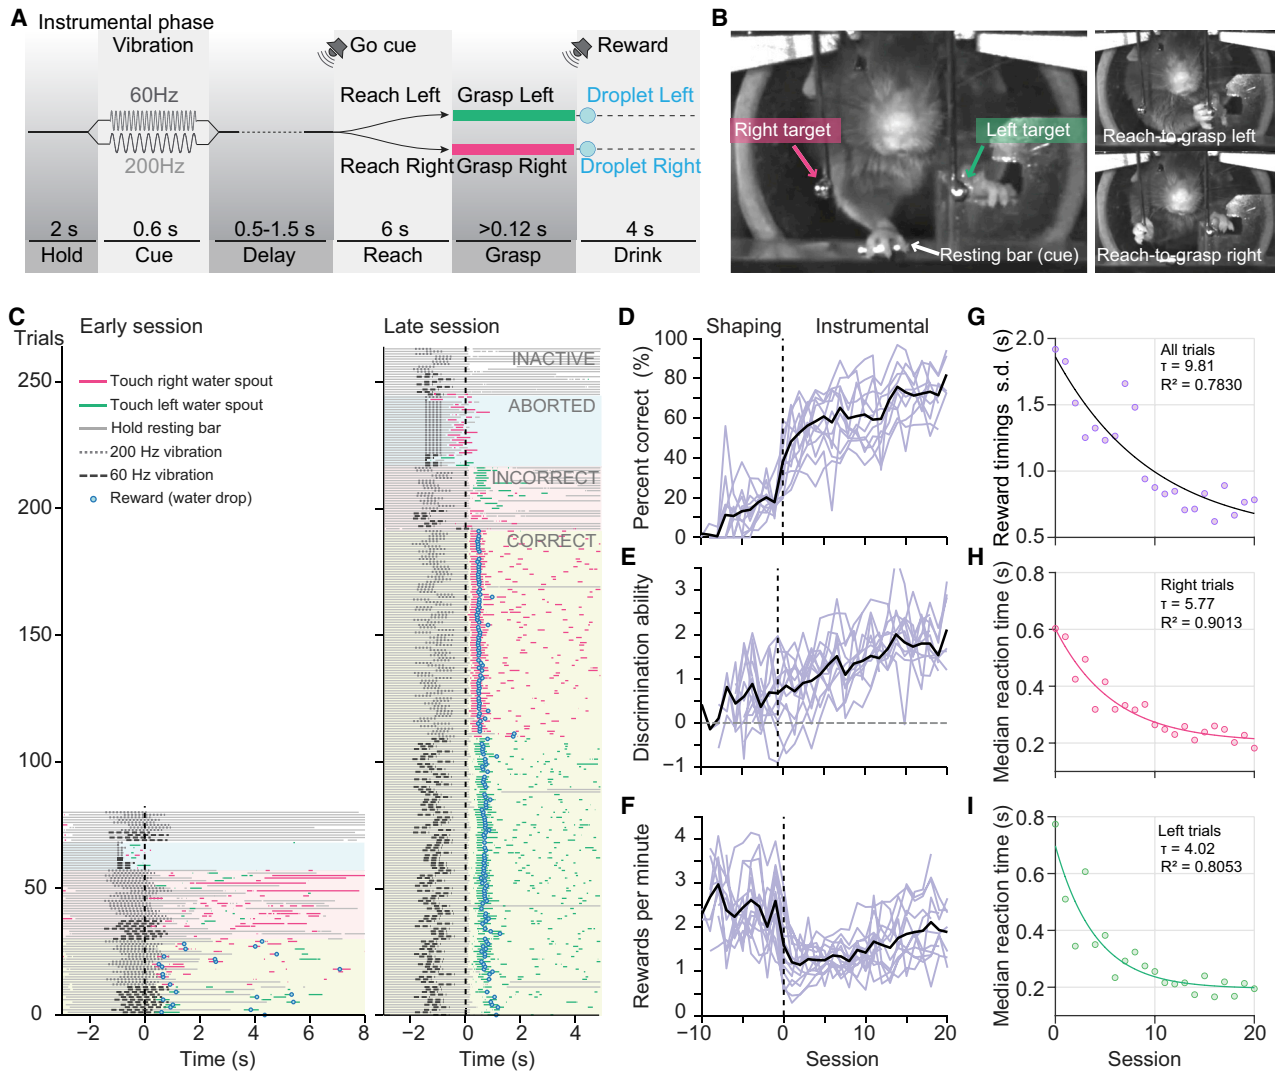 A
Instrumental phase
Vibration
Go cue
Reward
60Hz
200Hz
Reach Left
Grasp Left
Droplet Left
Reach Right
Grasp Right
Droplet Right
2 s
0.6 s
0.5-1.5 s
6 s
>0.12 s
4 s
Hold
Cue
Delay
Reach
Grasp
Drink
B
Right target
Left target
Resting bar (cue)
Reach-to-grasp left
Reach-to-grasp right
C
Early session
Late session
Trials
250
200
150
100
50
0
Touch right water spout
Touch left water spout
Hold resting bar
200 Hz vibration
60 Hz vibration
Reward (water drop)
INACTIVE
ABORTED
INCORRECT
CORRECT
−2
0
2
4
6
8
Time (s)
−2
0
2
4
Time (s)
D
Shaping
Instrumental
Percent correct (%)
100
80
60
40
20
0
E
Discrimination ability
3
2
1
0
−1
F
Rewards per minute
4
3
2
1
0
−10
0
10
20
Session
G
Reward timings s.d. (s)
2.0
1.0
0.5
All trials
τ = 9.81
R² = 0.7830
H
Median reaction time (s)
0.8
0.6
0.4
0.2
Right trials
τ = 5.77
R² = 0.9013
I
Median reaction time (s)
0.8
0.6
0.4
0.2
Left trials
τ = 4.02
R² = 0.8053
0
10
20
Session